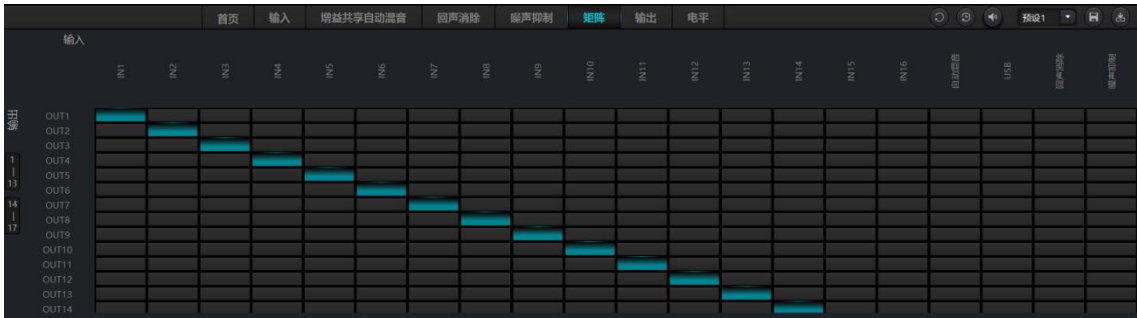 首页 输入 增益共享自动混音 回声消除 噪声抑制 矩阵 输出 电平 预设1
输入
IN1 IN2 IN3 IN4 IN5 IN6 IN7 IN8 IN9 IN10 IN11 IN12 IN13 IN14 IN15 IN16 自动混音 USB 回声消除 噪声抑制
输出
1
|
13
14
|
17
OUT1
OUT2
OUT3
OUT4
OUT5
OUT6
OUT7
OUT8
OUT9
OUT10
OUT11
OUT12
OUT13
OUT14